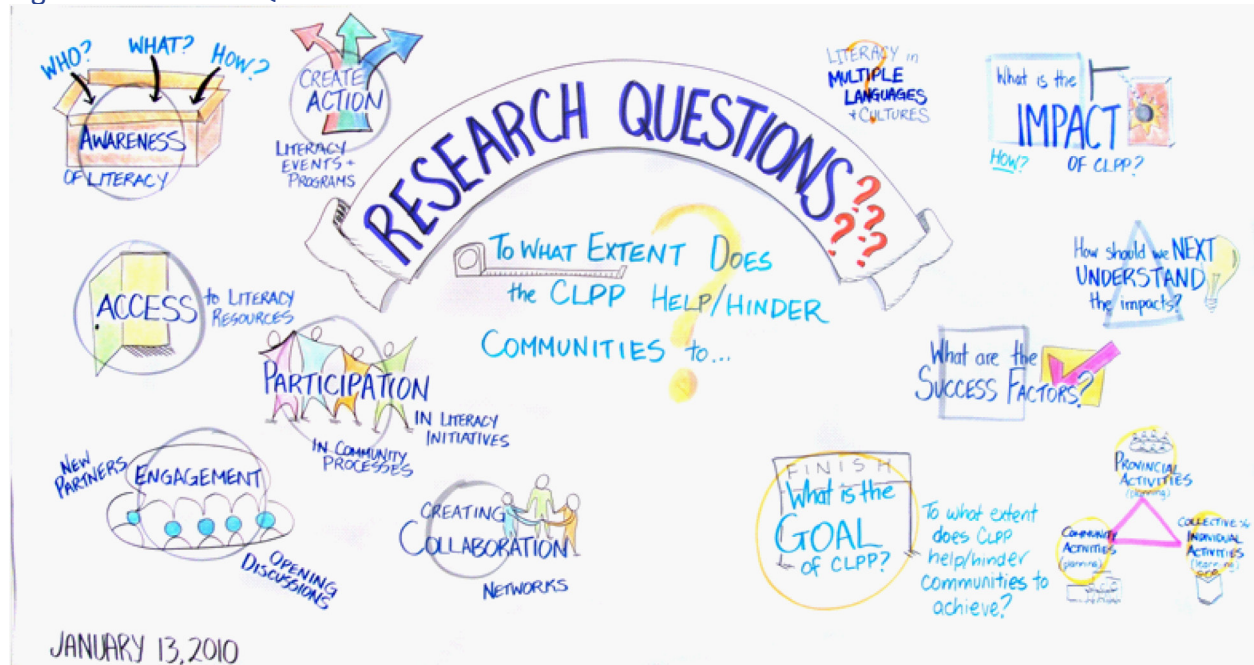 WHO?
WHAT?
HOW?
AWARENESS
OF LITERACY
CREATE
ACTION
LITERACY
EVENTS +
PROGRAMS
RESEARCH QUESTIONS????
TO WHAT EXTENT DOES
the CLPP HELP/HINDER
COMMUNITIES to...
LITERACY in
MULTIPLE
LANGUAGES
+ CULTURES
What is the
IMPACT
HOW?
OF CLPP?
ACCESS
to LITERACY
RESOURCES
PARTICIPATION
IN LITERACY
INITIATIVES
IN COMMUNITY
PROCESSES
NEW
PARTNERS
ENGAGEMENT
OPENING
DISCUSSIONS
CREATING
COLLABORATION
NETWORKS
How should we NEXT
UNDERSTAND
the impacts?
What are the
SUCCESS FACTORS?
FINISH
What is the
GOAL
OF CLPP?
To what extent
does CLPP
help/hinder
communities to
achieve?
PROVINCIAL
ACTIVITIES
(planning)
COMMUNITY
ACTIVITIES
(planning)
COLLECTIVE
INDIVIDUAL
ACTIVITIES
(learning)
JANUARY 13, 2010